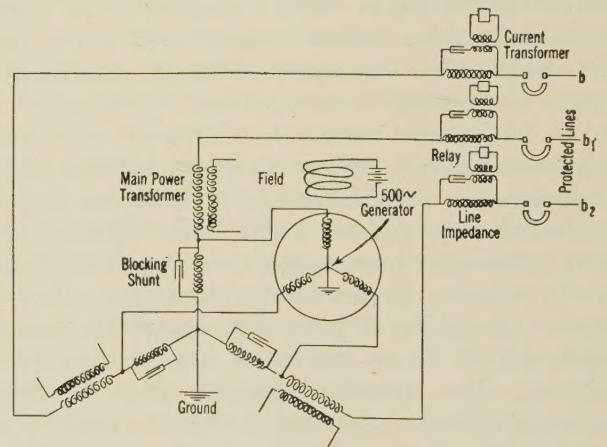 Current
Transformer
b
Relay
b₁
Line
Impedance
b₂
Protected Lines
Main Power
Transformer
Field
500~
Generator
Blocking
Shunt
Ground